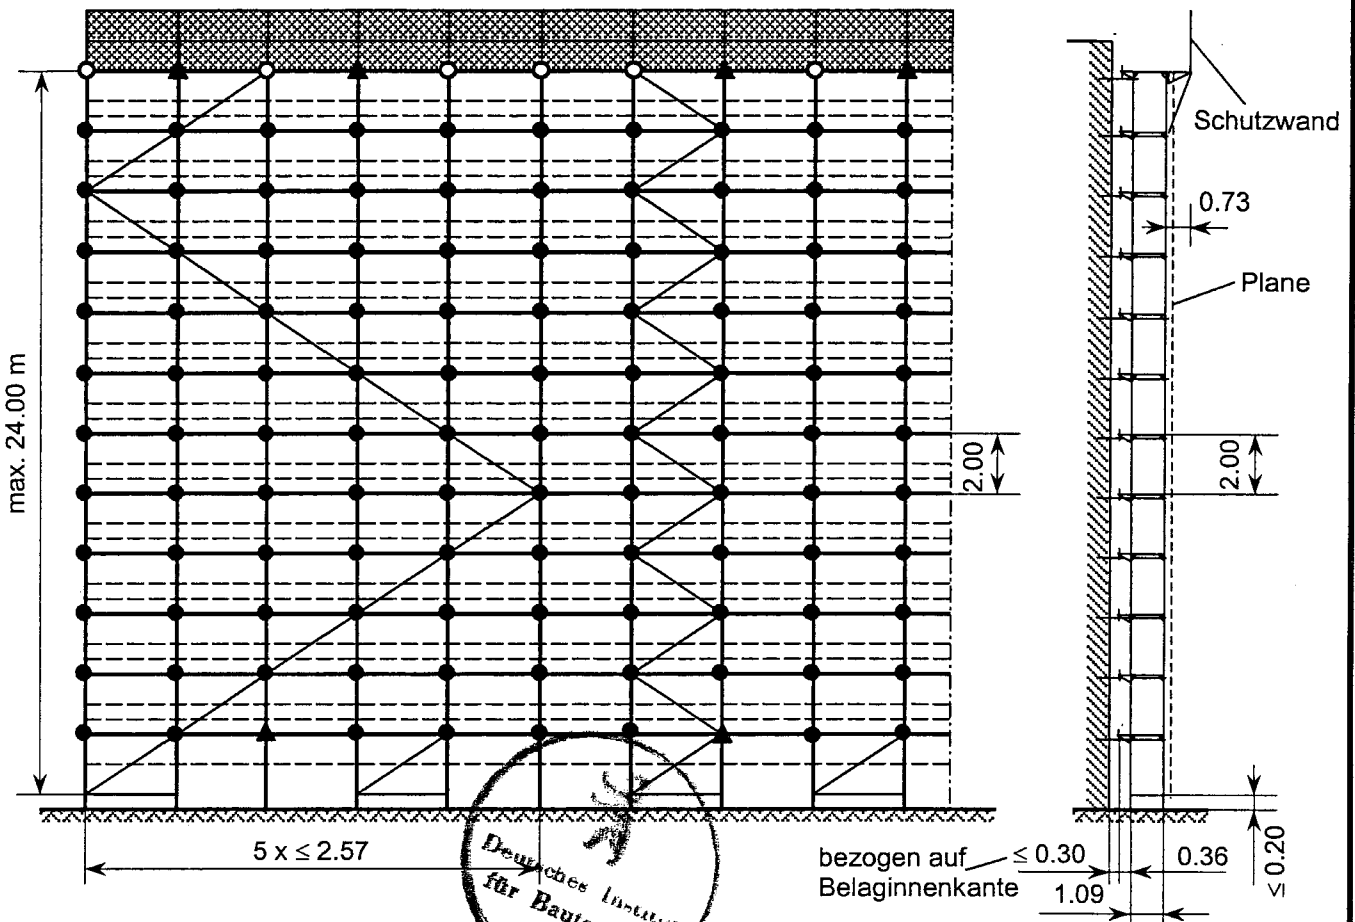 Schutzwand
0.73
Plane
max. 24.00 m
2.00
2.00
5 x ≤ 2.57
bezogen auf
Belaginnenkante
≤ 0.30
0.36
1.09
≤ 0.20
Deutsches Institut
für Baute